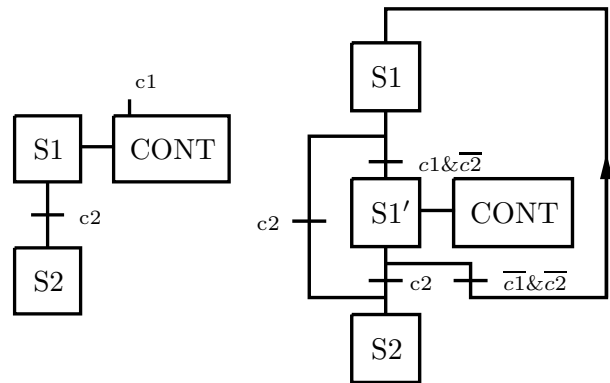 c1
S1 CONT
c2
S2
S1
c1&c2̅
c2
S1′ CONT
c2 c1̅&c2̅
S2